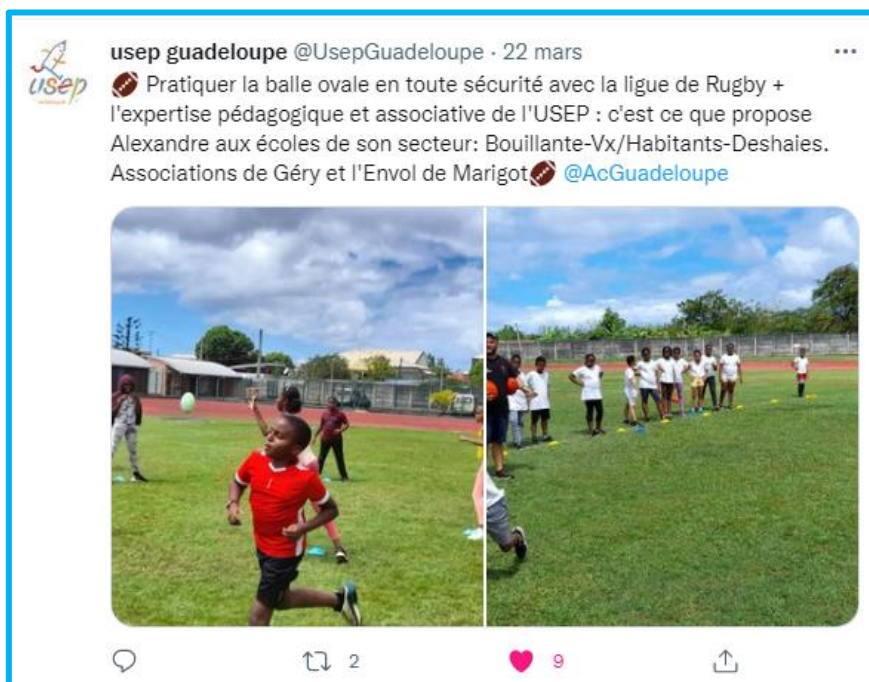 usep guadeloupe @UsepGuadeloupe · 22 mars
🏈 Pratiquer la balle ovale en toute sécurité avec la ligue de Rugby +
l'expertise pédagogique et associative de l'USEP : c'est ce que propose
Alexandre aux écoles de son secteur: Bouillante-Vx/Habitants-Deshaies.
Associations de Géry et l'Envol de Marigot🏈 @AcGuadeloupe
usep
2
9